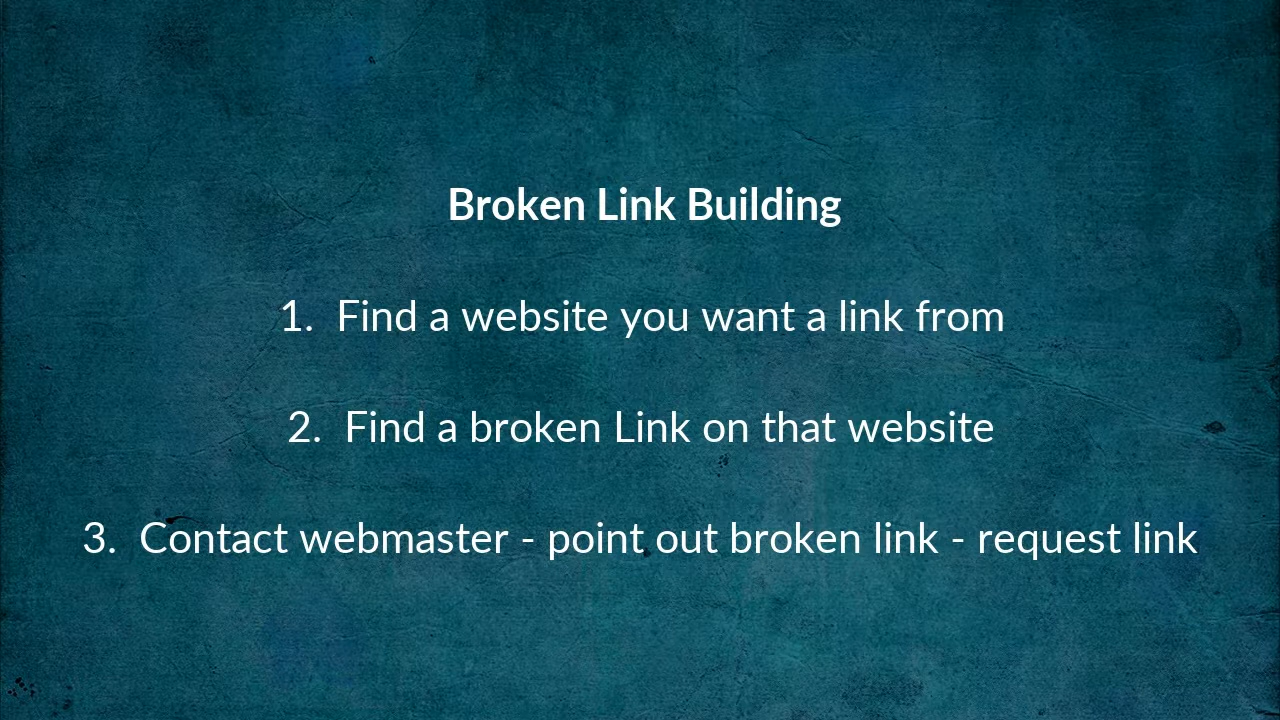 Broken Link Building
1. Find a website you want a link from
2. Find a broken Link on that website
3. Contact webmaster - point out broken link - request link